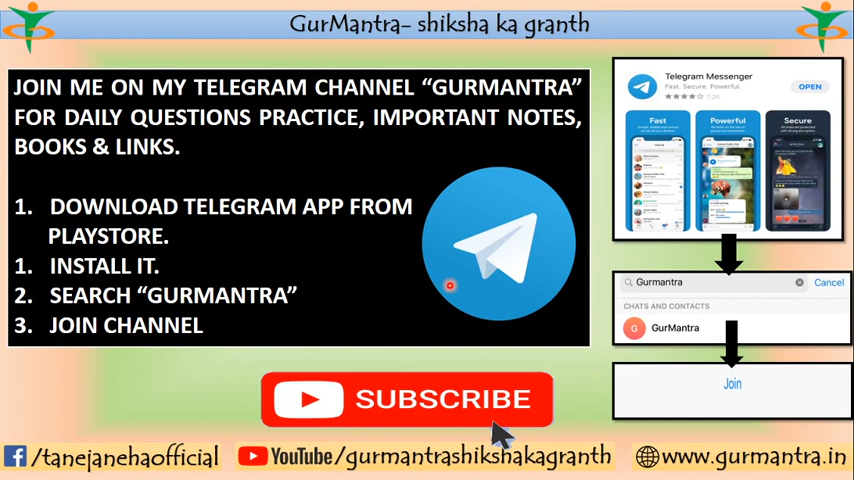 GurMantra- shiksha ka granth
JOIN ME ON MY TELEGRAM CHANNEL “GURMANTRA”
FOR DAILY QUESTIONS PRACTICE, IMPORTANT NOTES,
BOOKS & LINKS.
1. DOWNLOAD TELEGRAM APP FROM
PLAYSTORE.
1. INSTALL IT.
2. SEARCH “GURMANTRA”
3. JOIN CHANNEL
Telegram Messenger
Fast. Secure. Powerful.
7.2K
OPEN
Fast
Powerful
Secure
Gurmantra
Cancel
CHATS AND CONTACTS
G
GurMantra
Join
SUBSCRIBE
/tanejanehaofficial
YouTube/gurmantrashikshakagranth
www.gurmantra.in